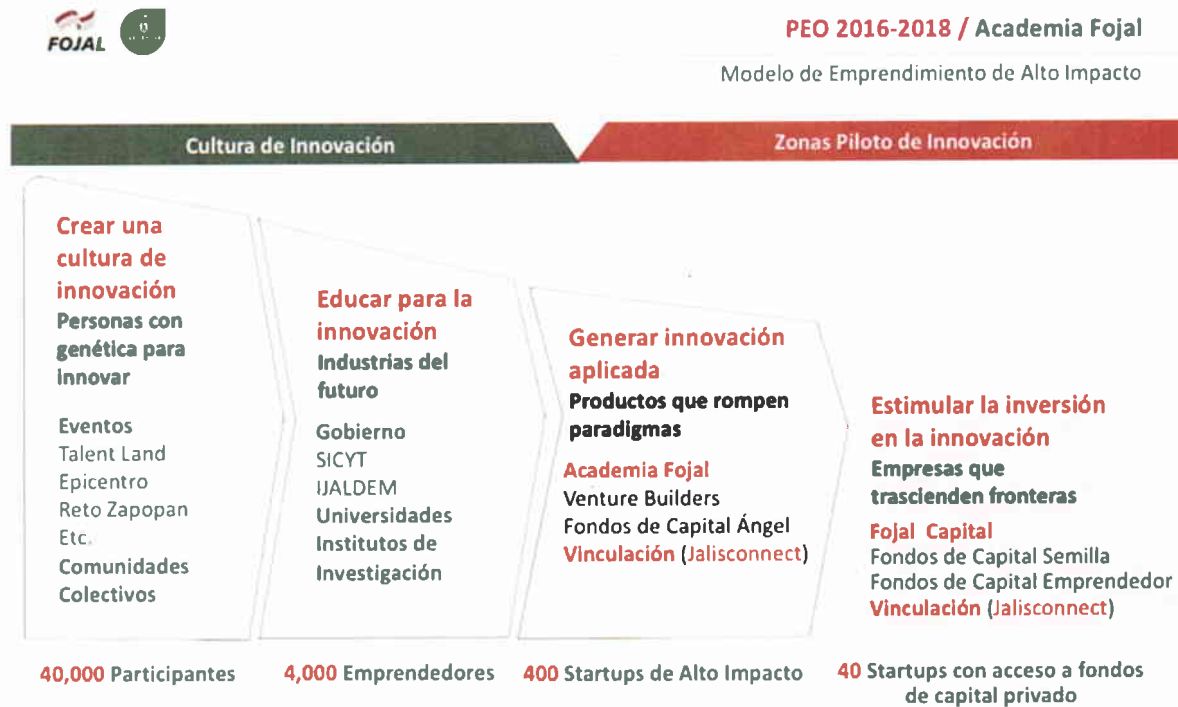 FOJAL
PEO 2016-2018 / Academia Fojal
Modelo de Emprendimiento de Alto Impacto
Cultura de Innovación
Zonas Piloto de Innovación
Crear una
cultura de
innovación
Personas con
genética para
innovar
Eventos
Talent Land
Epicentro
Reto Zapopan
Etc.
Comunidades
Colectivos
Educar para la
innovación
Industrias del
futuro
Gobierno
SICYT
IJALDEM
Universidades
Institutos de
Investigación
Generar innovación
aplicada
Productos que rompen
paradigmas
Academia Fojal
Venture Builders
Fondos de Capital Ángel
Vinculación (Jalisconnect)
Estimular la inversión
en la innovación
Empresas que
trascienden fronteras
Fojal Capital
Fondos de Capital Semilla
Fondos de Capital Emprendedor
Vinculación (Jalisconnect)
40,000 Participantes
4,000 Emprendedores
400 Startups de Alto Impacto
40 Startups con acceso a fondos
de capital privado